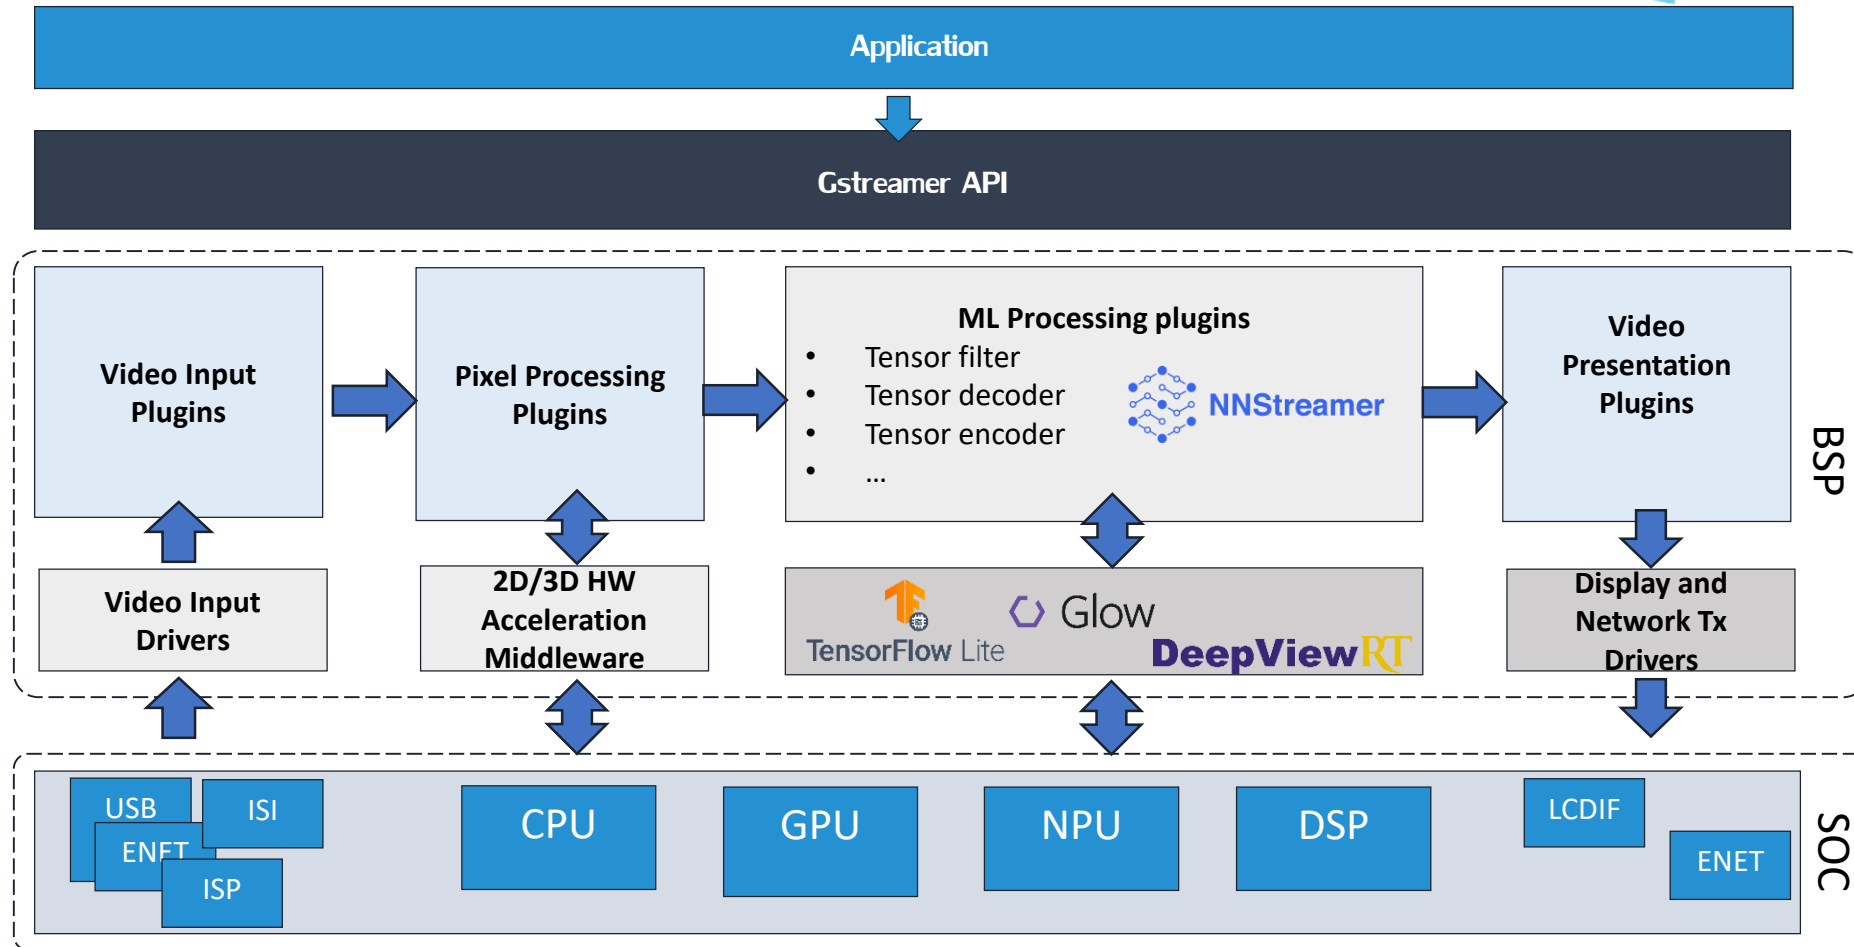 Application
Gstreamer API
Video Input
Plugins
Pixel Processing
Plugins
ML Processing plugins
• Tensor filter
• Tensor decoder
• Tensor encoder
• ...
NNStreamer
Video
Presentation
Plugins
BSP
Video Input
Drivers
2D/3D HW
Acceleration
Middleware
TensorFlow Lite
Glow
DeepViewRT
Display and
Network Tx
Drivers
USB
ENET
ISI
ISP
CPU
GPU
NPU
DSP
LCDIF
ENET
SOC